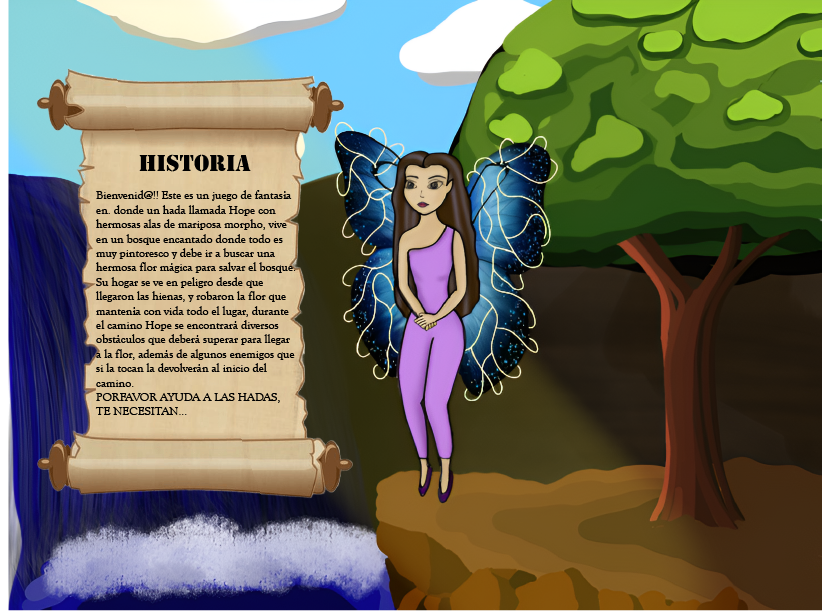 HISTORIA
Bienvenid@!! Este es un juego de fantasía
en. donde un hada llamada Hope con
hermosas alas de mariposa morpho, vive
en un bosque encantado donde todo es
muy pintoresco y debe ir a buscar una
hermosa flor mágica para salvar el bosque.
Su hogar se ve en peligro desde que
llegaron las hienas, y robaron la flor que
mantenía con vida todo el lugar, durante
el camino Hope se encontrará diversos
obstáculos que deberá superar para llegar
a la flor, además de algunos enemigos que
si la tocan la devolverán al inicio del
camino.
PORFAVOR AYUDA A LAS HADAS,
TE NECESITAN...